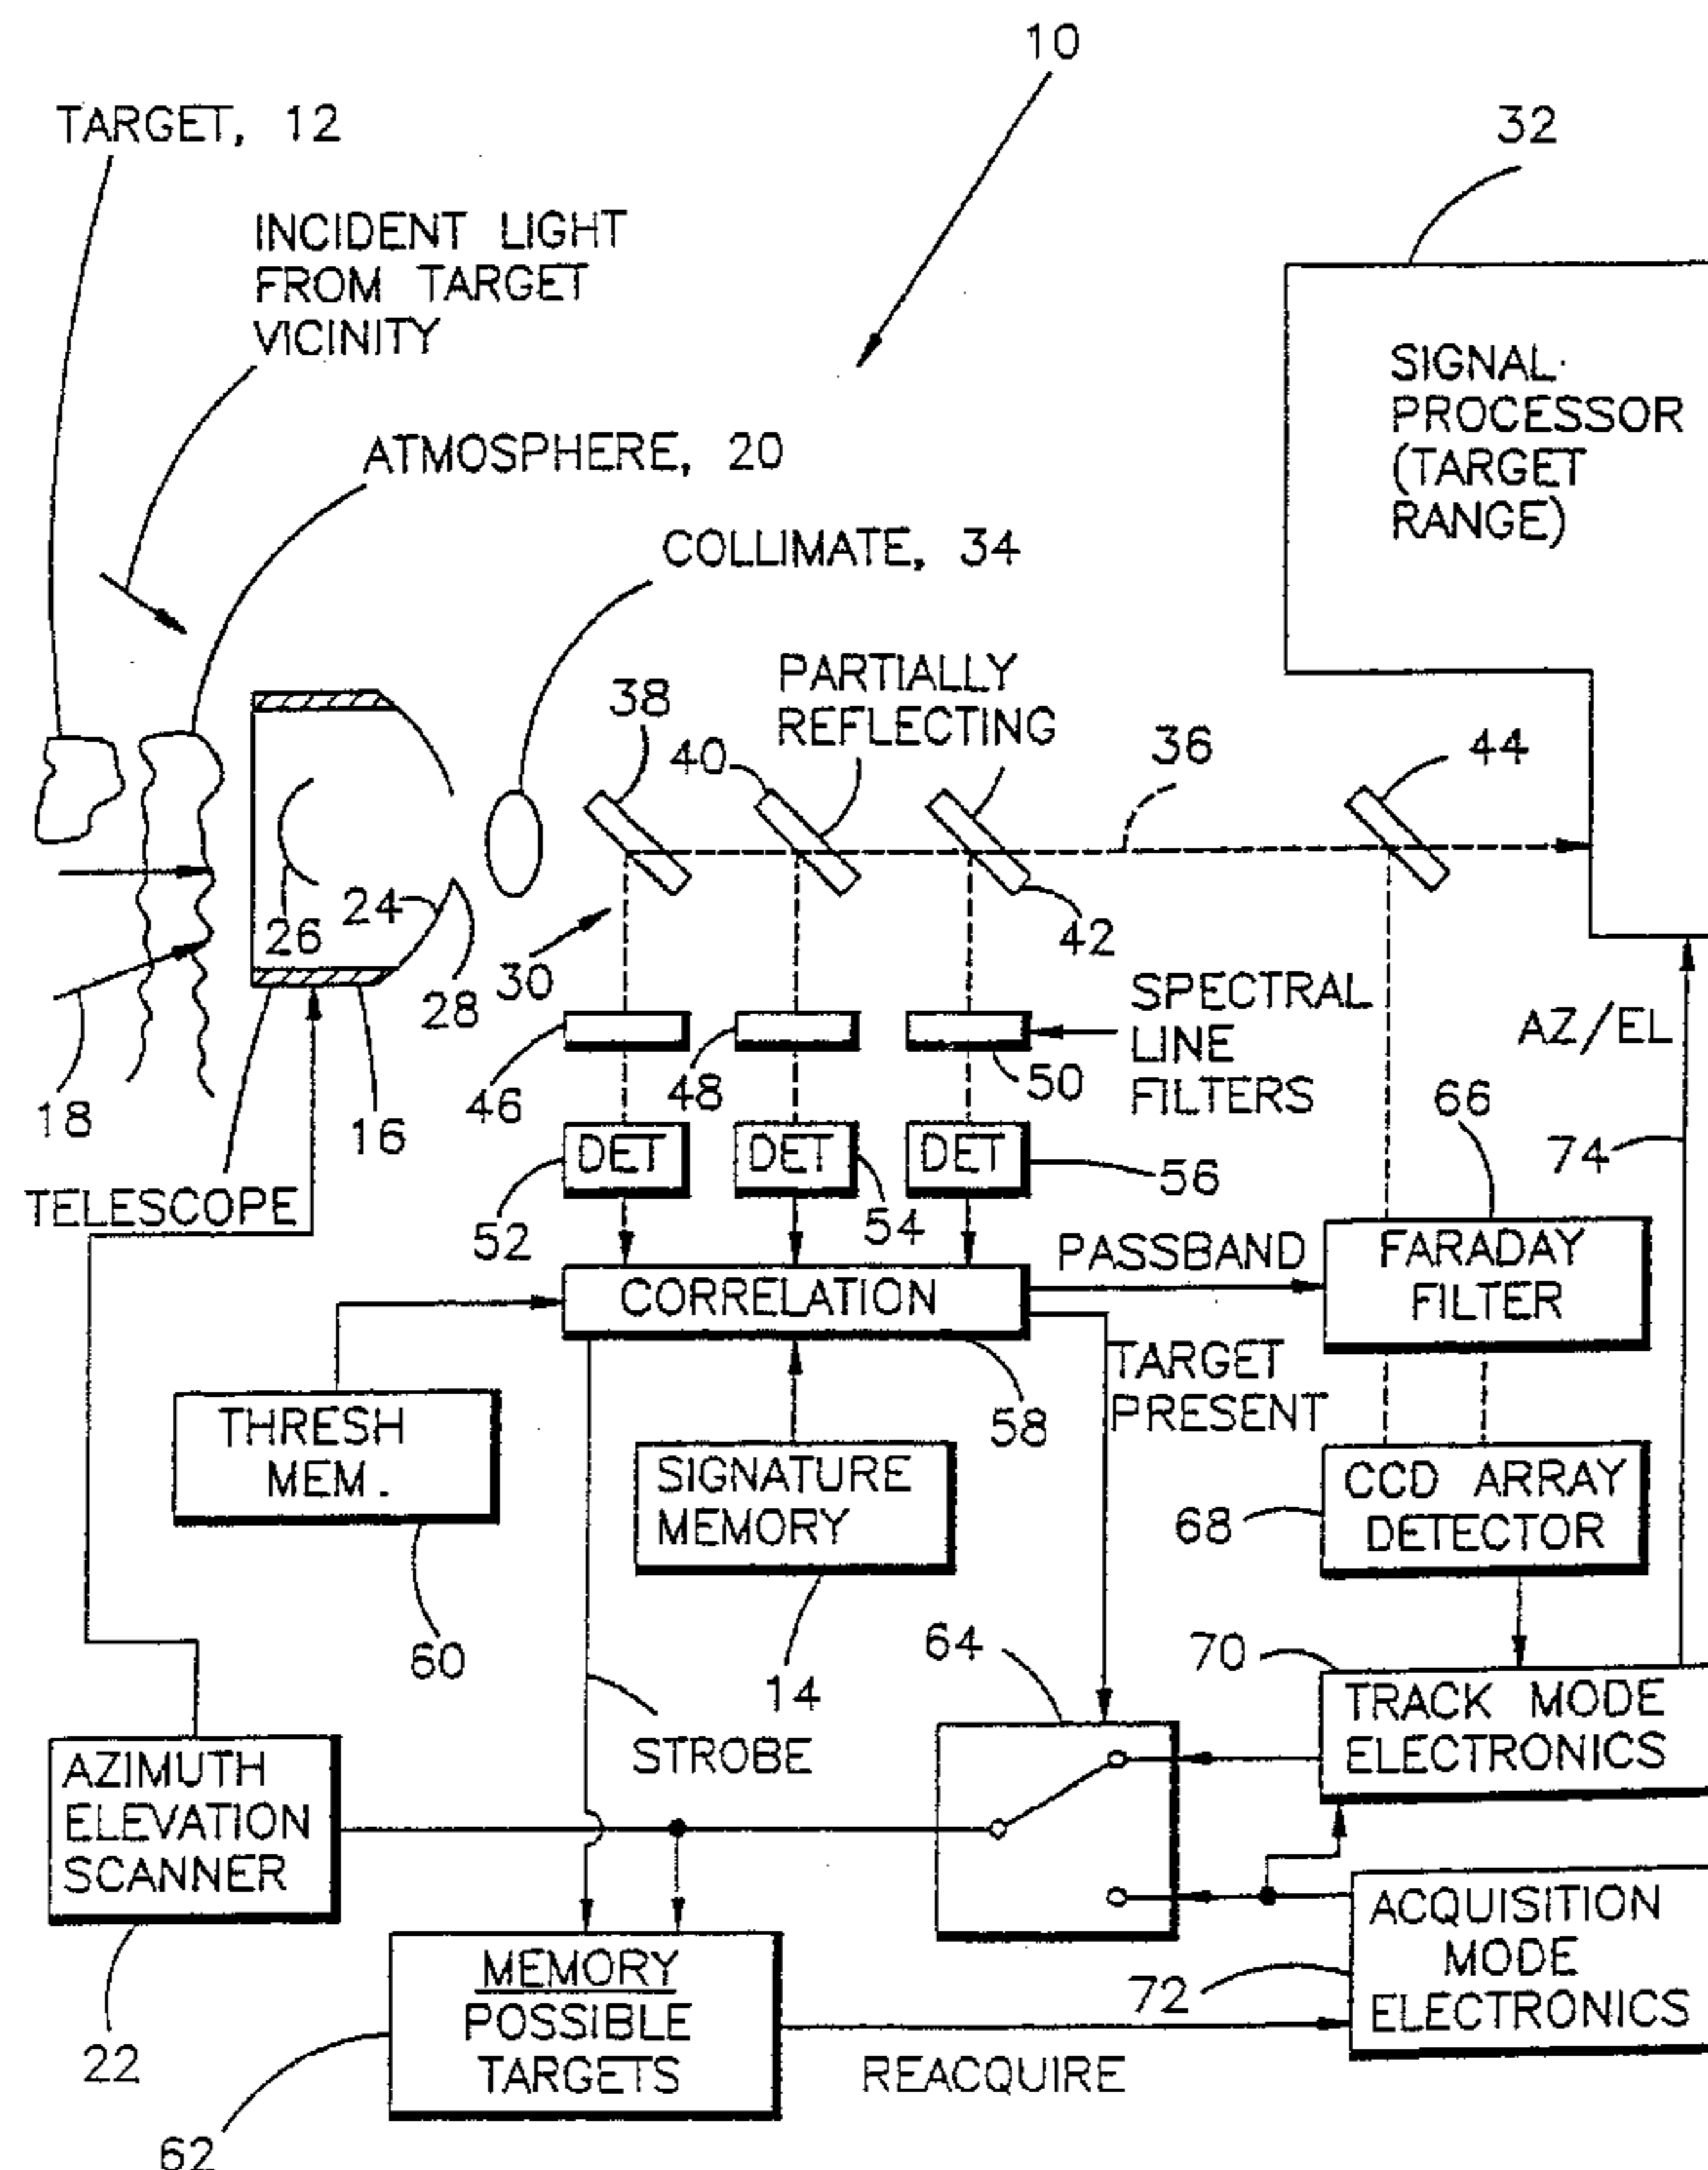 10
TARGET, 12
32
INCIDENT LIGHT
FROM TARGET
VICINITY
SIGNAL
PROCESSOR
(TARGET
RANGE)
ATMOSPHERE, 20
COLLIMATE, 34
PARTIALLY
REFLECTING
38
40
36
44
26
24
28
30
42
SPECTRAL
LINE
FILTERS
AZ/EL
18
16
46
48
50
66
74
DET
DET
DET
TELESCOPE
52
54
56
PASSBAND
FARADAY
FILTER
CORRELATION
TARGET
PRESENT
58
THRESH
MEM.
SIGNATURE
MEMORY
CCD ARRAY
DETECTOR
68
60
14
64
70
TRACK MODE
ELECTRONICS
STROBE
AZIMUTH
ELEVATION
SCANNER
ACQUISITION
MODE
ELECTRONICS
72
MEMORY
POSSIBLE
TARGETS
22
REACQUIRE
62